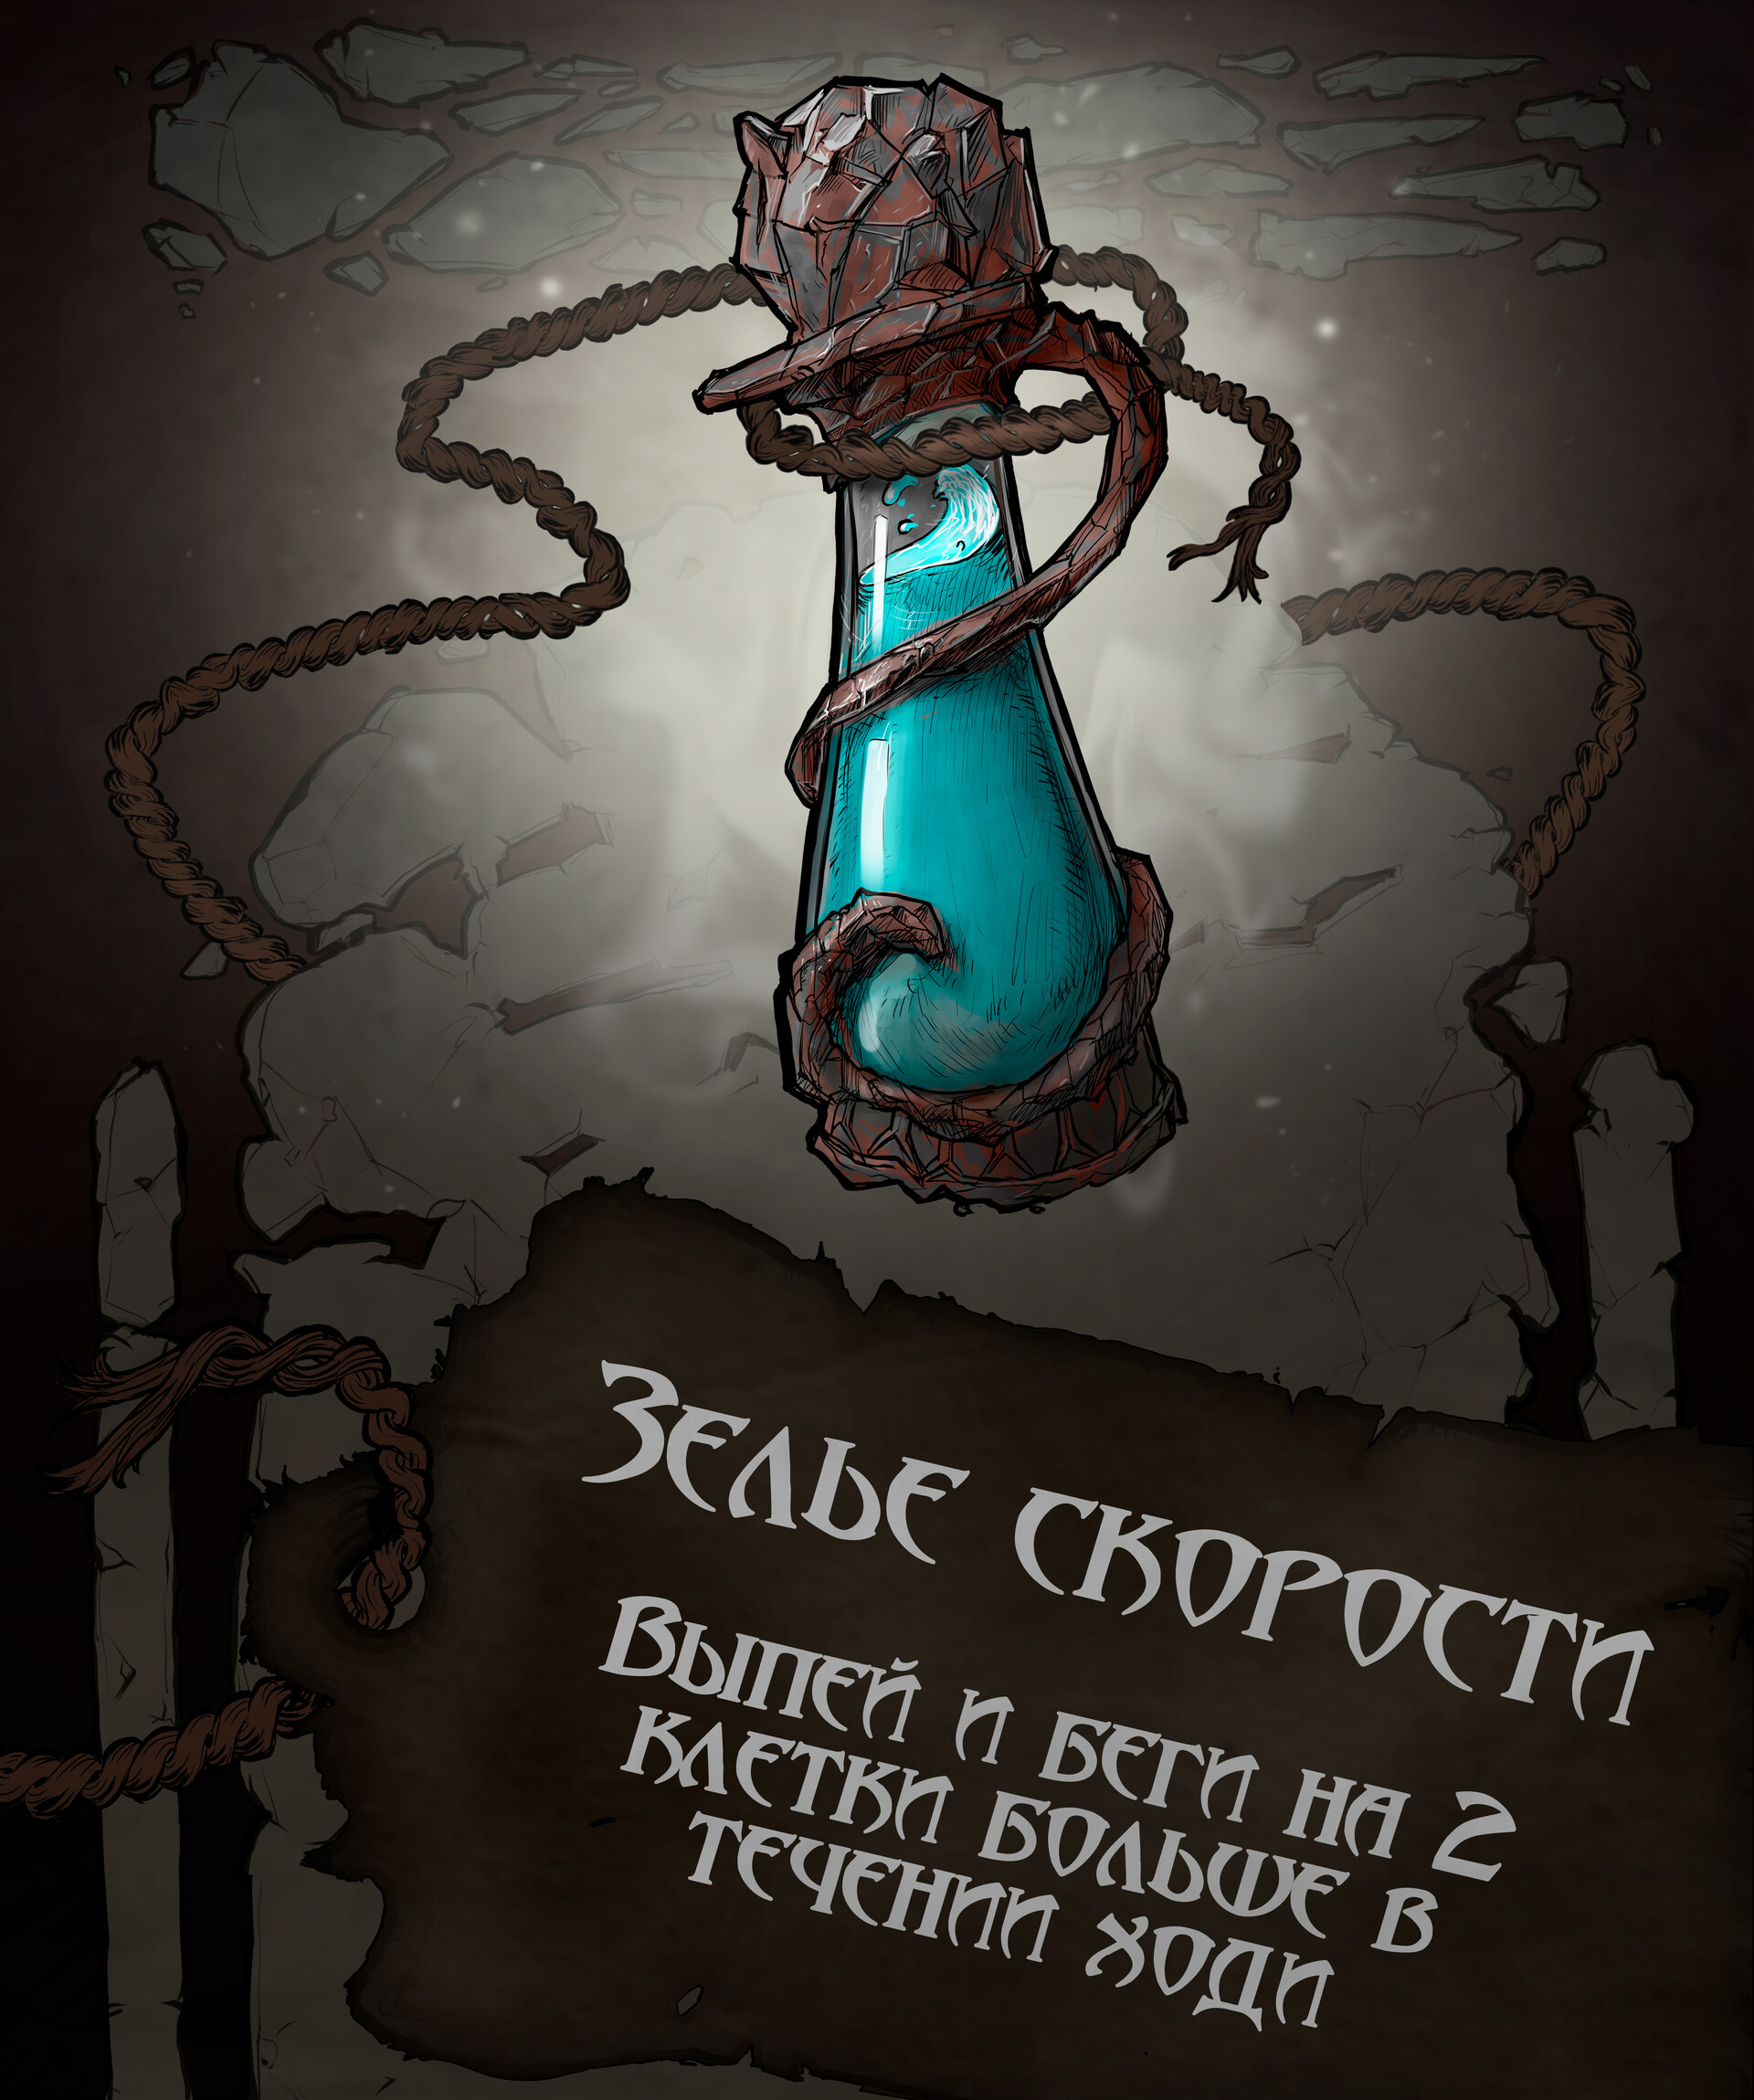 Зелье скорости
Выпей и беги на 2
клетки больше в
течении ходи